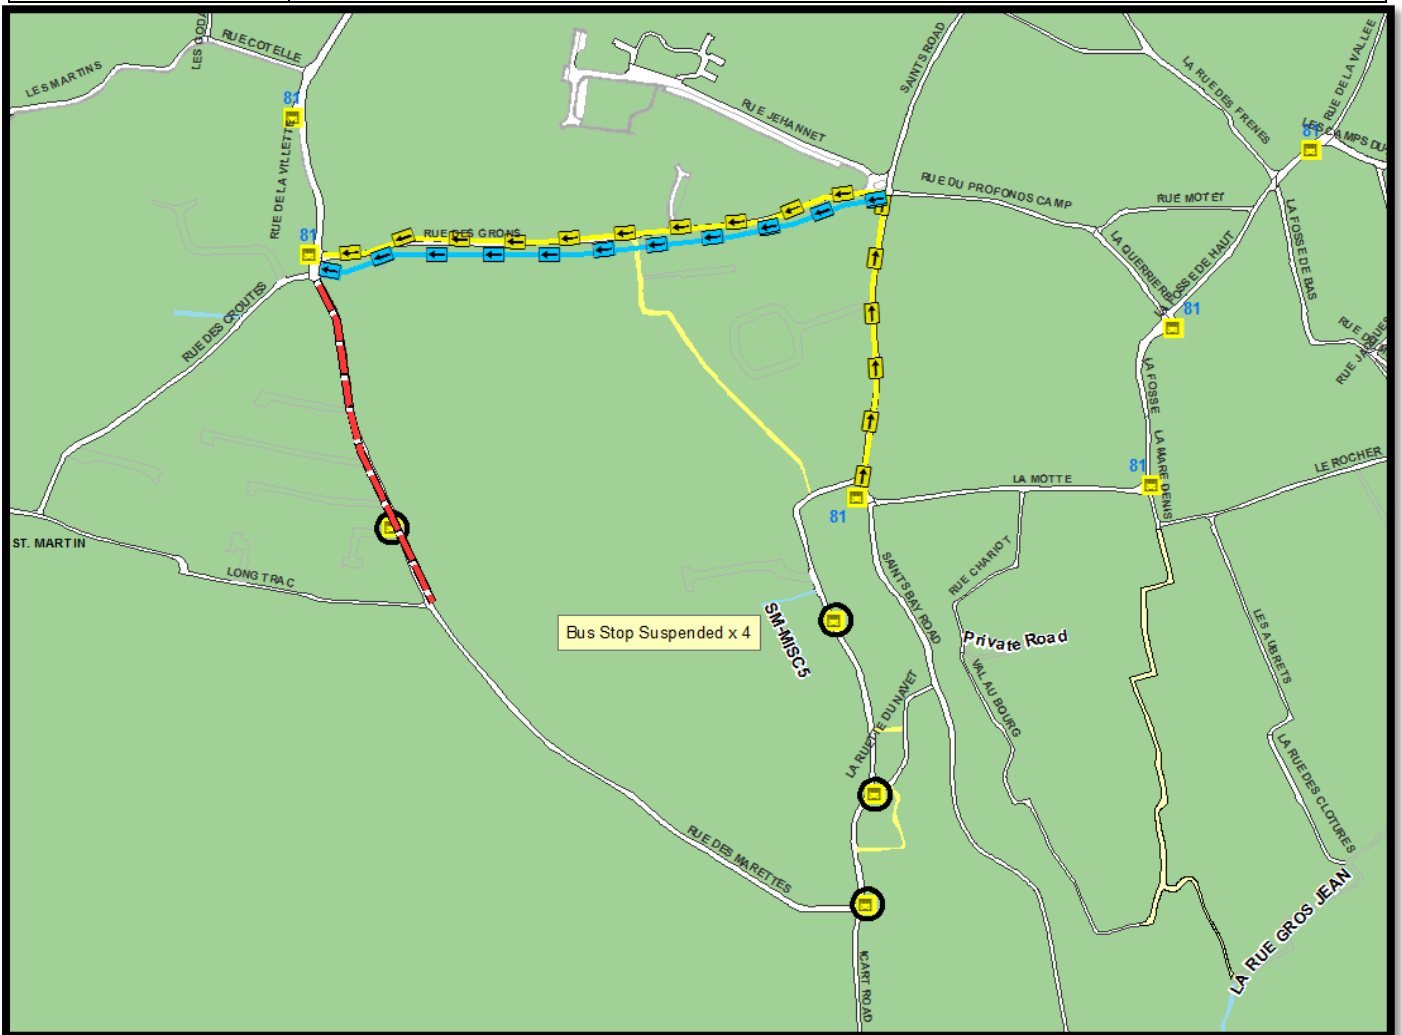 RUE COTELLE
SAINTS ROAD
LES MARTINS
LA RUE DES FRENES
RUE DE LA VALLEE
81
RUE JEHANNET
81
RUE DE LA VILLETTE
RUE DU PROFONDS CAMP
RUE MOTET
LA FOSSE DE BAS
81
RUE DES GRONS
LA QUERRIERE
LA FOSSE DE HAUT
RUE DES CROUTES
81
LA FOSSE
LA MARE DENIS
LE ROCHER
81
LA MOTTE
81
ST. MARTIN
LONG TRAC
SAINTS BAY ROAD
RUE CHARIOT
SM-MISC5
Bus Stop Suspended x 4
Private Road
LES AUBRETS
VAL AU BOURG
LA RUETTE DU NAVET
LA RUE DES CLOTURES
RUE DES MARETTES
LA RUE GROS JEAN
ICART ROAD